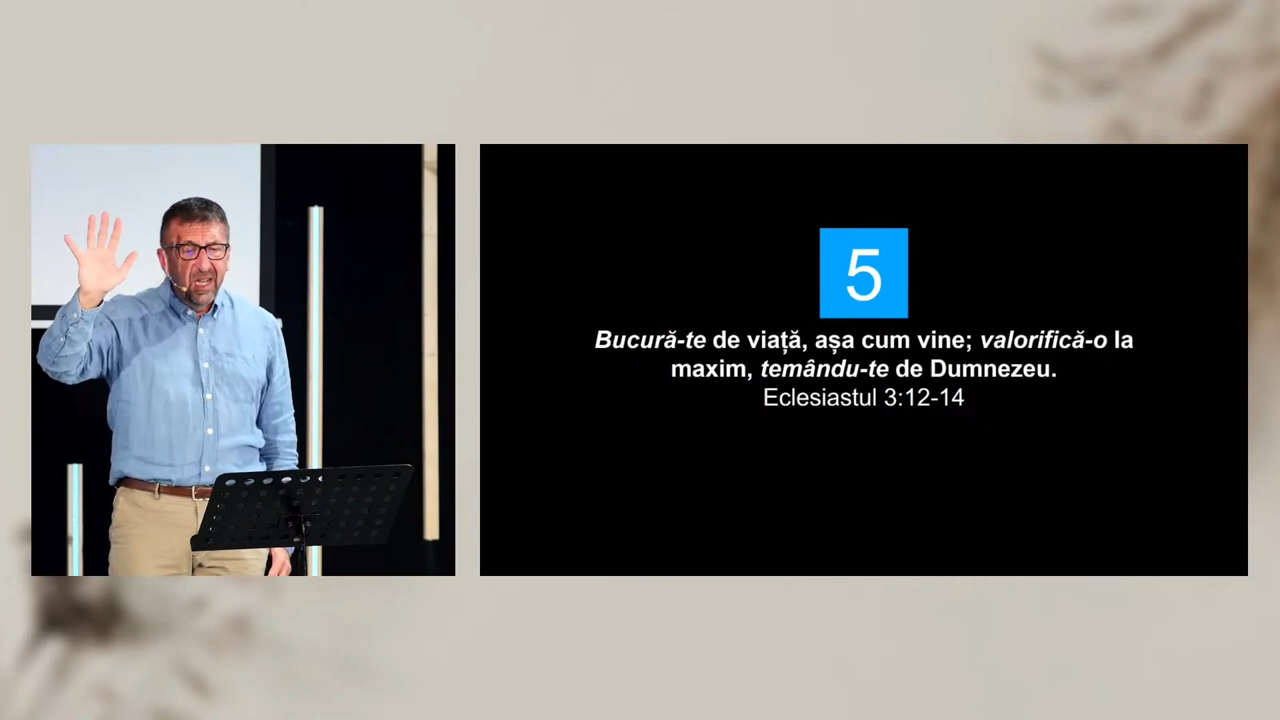 5
Bucură-te de viață, așa cum vine; valorifică-o la
maxim, temându-te de Dumnezeu.
Eclesiastul 3:12-14